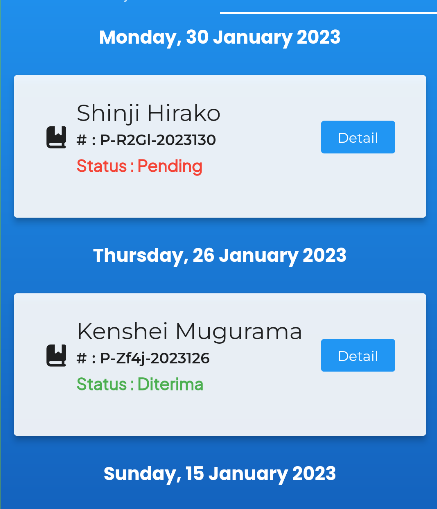 Monday, 30 January 2023
Shinji Hirako
# : P-R2Gl-2023130
Status : Pending
Detail
Thursday, 26 January 2023
Kenshei Mugurama
# : P-Zf4j-2023126
Status : Diterima
Detail
Sunday, 15 January 2023